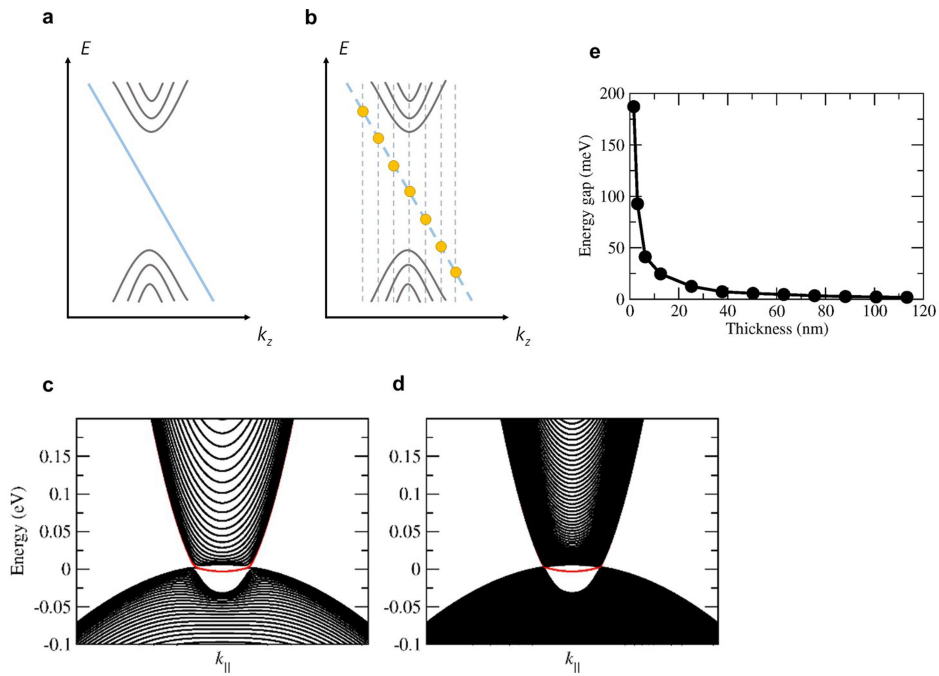 a
E
k_z
b
E
k_z
e
Energy gap (meV)
200
150
100
50
0
0 20 40 60 80 100 120
Thickness (nm)
c
Energy (eV)
0.15
0.1
0.05
0
-0.05
-0.1
k_||
d
0.15
0.1
0.05
0
-0.05
-0.1
k_||